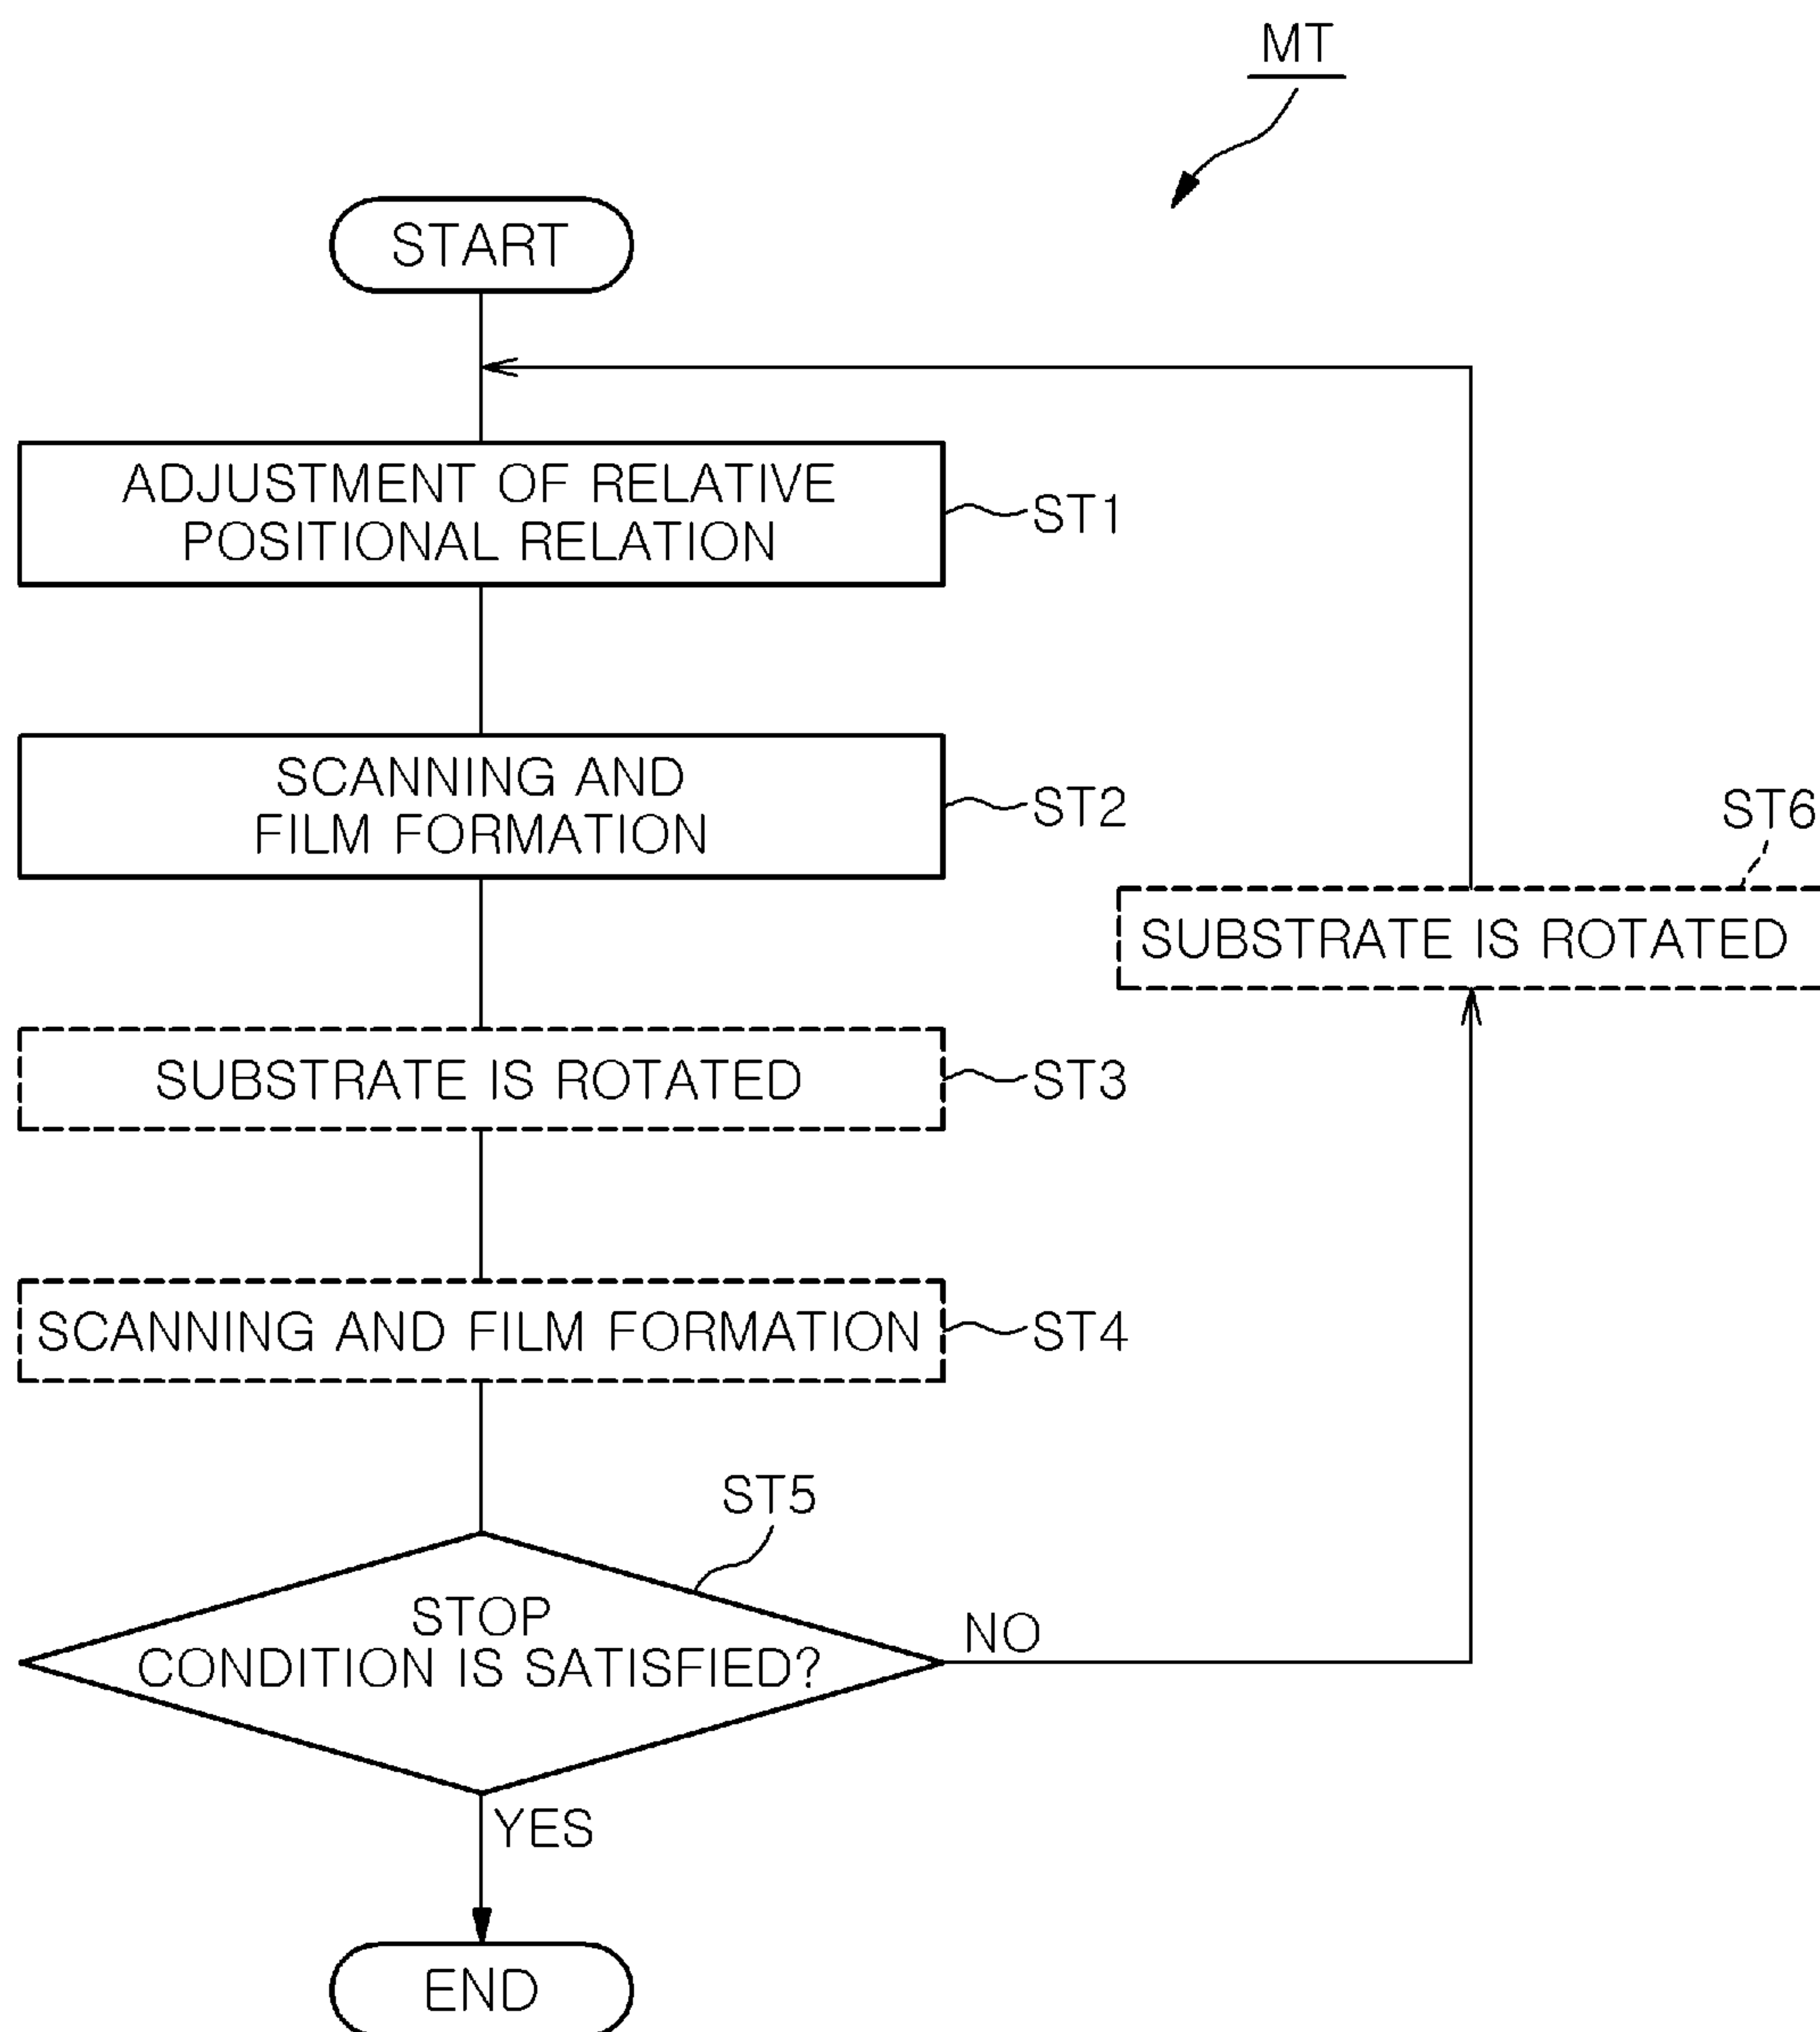 MT
START
ADJUSTMENT OF RELATIVE
POSITIONAL RELATION
ST1
SCANNING AND
FILM FORMATION
ST2
ST6
SUBSTRATE IS ROTATED
SUBSTRATE IS ROTATED
ST3
SCANNING AND FILM FORMATION
ST4
ST5
STOP
CONDITION IS SATISFIED?
NO
YES
END